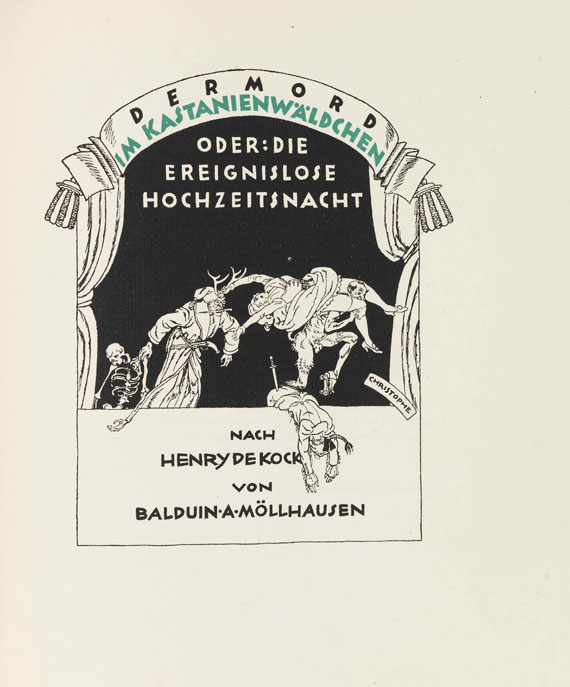 DER MORD
IM KASTANIENWÄLDCHEN
ODER: DIE
EREIGNISLOSE
HOCHZEITSNACHT
CHRISTOPHE
NACH
HENRY DE KOCK
VON
BALDUIN·A·MÖLLHAUSEN